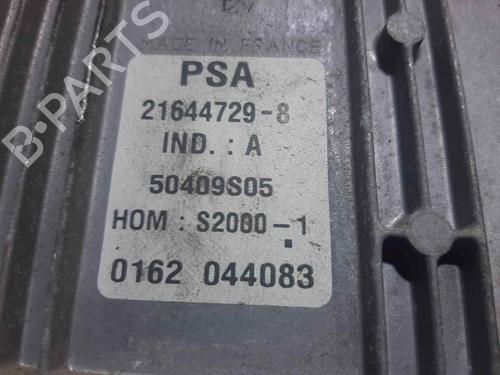 12V
MADE IN FRANCE
PSA
21644729-8
IND. : A
50409S05
HOM : S2000-1
0162 044083
B-PARTS